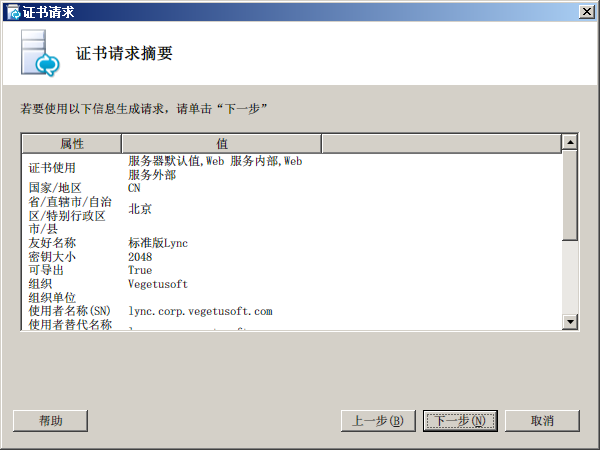 证书请求
证书请求摘要
若要使用以下信息生成请求，请单击“下一步”
属性 值
证书使用 服务器默认值,Web 服务内部,Web
服务外部
国家/地区 CN
省/直辖市/自治
区/特别行政区 北京
市/县
友好名称 标准版Lync
密钥大小 2048
可导出 True
组织 Vegetusoft
组织单位
使用者名称(SN) lync.corp.vegetusoft.com
使用者替代名称
帮助 上一步(B) 下一步(N) 取消